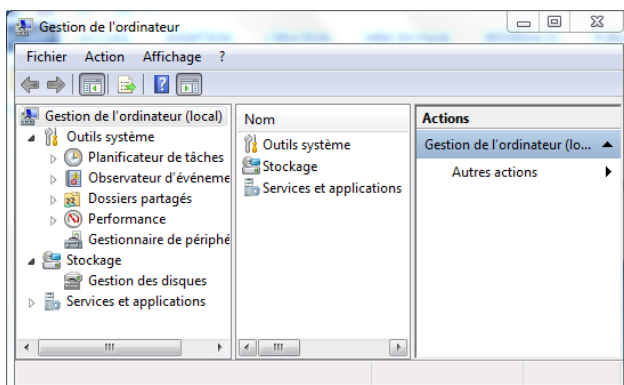 Gestion de l'ordinateur
Fichier Action Affichage ?
Gestion de l'ordinateur (local)
Outils système
Planificateur de tâches
Observateur d'événeme
Dossiers partagés
Performance
Gestionnaire de périphé
Stockage
Gestion des disques
Services et applications
Nom
Outils système
Stockage
Services et applications
Actions
Gestion de l'ordinateur (lo...
Autres actions